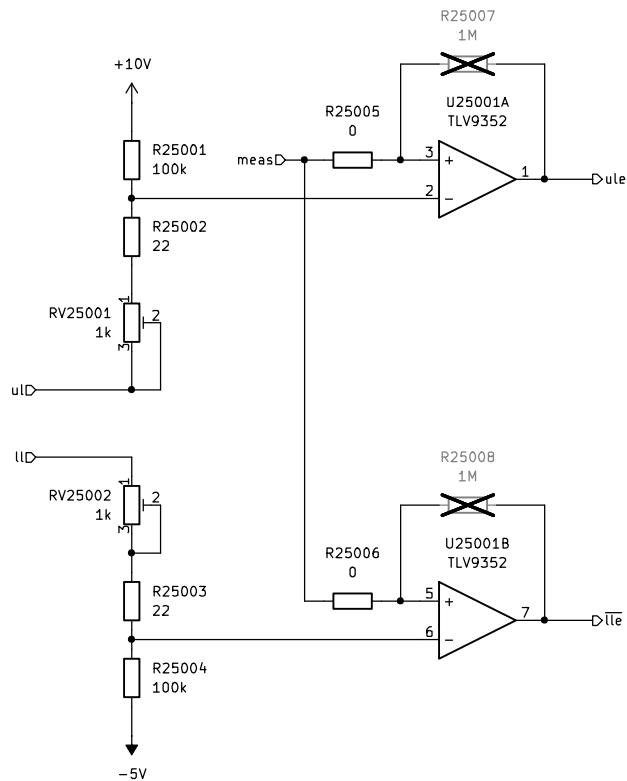 R25007
1M
+10V
U25001A
TLV9352
R25005
0
R25001
100k
meas
3
+
1
ule
2
−
R25002
22
1
RV25001
1k
2
3
ul
ll
R25008
1M
1
RV25002
1k
2
3
U25001B
TLV9352
R25006
0
R25003
22
5
+
7
l̅l̅e̅
6
−
R25004
100k
−5V